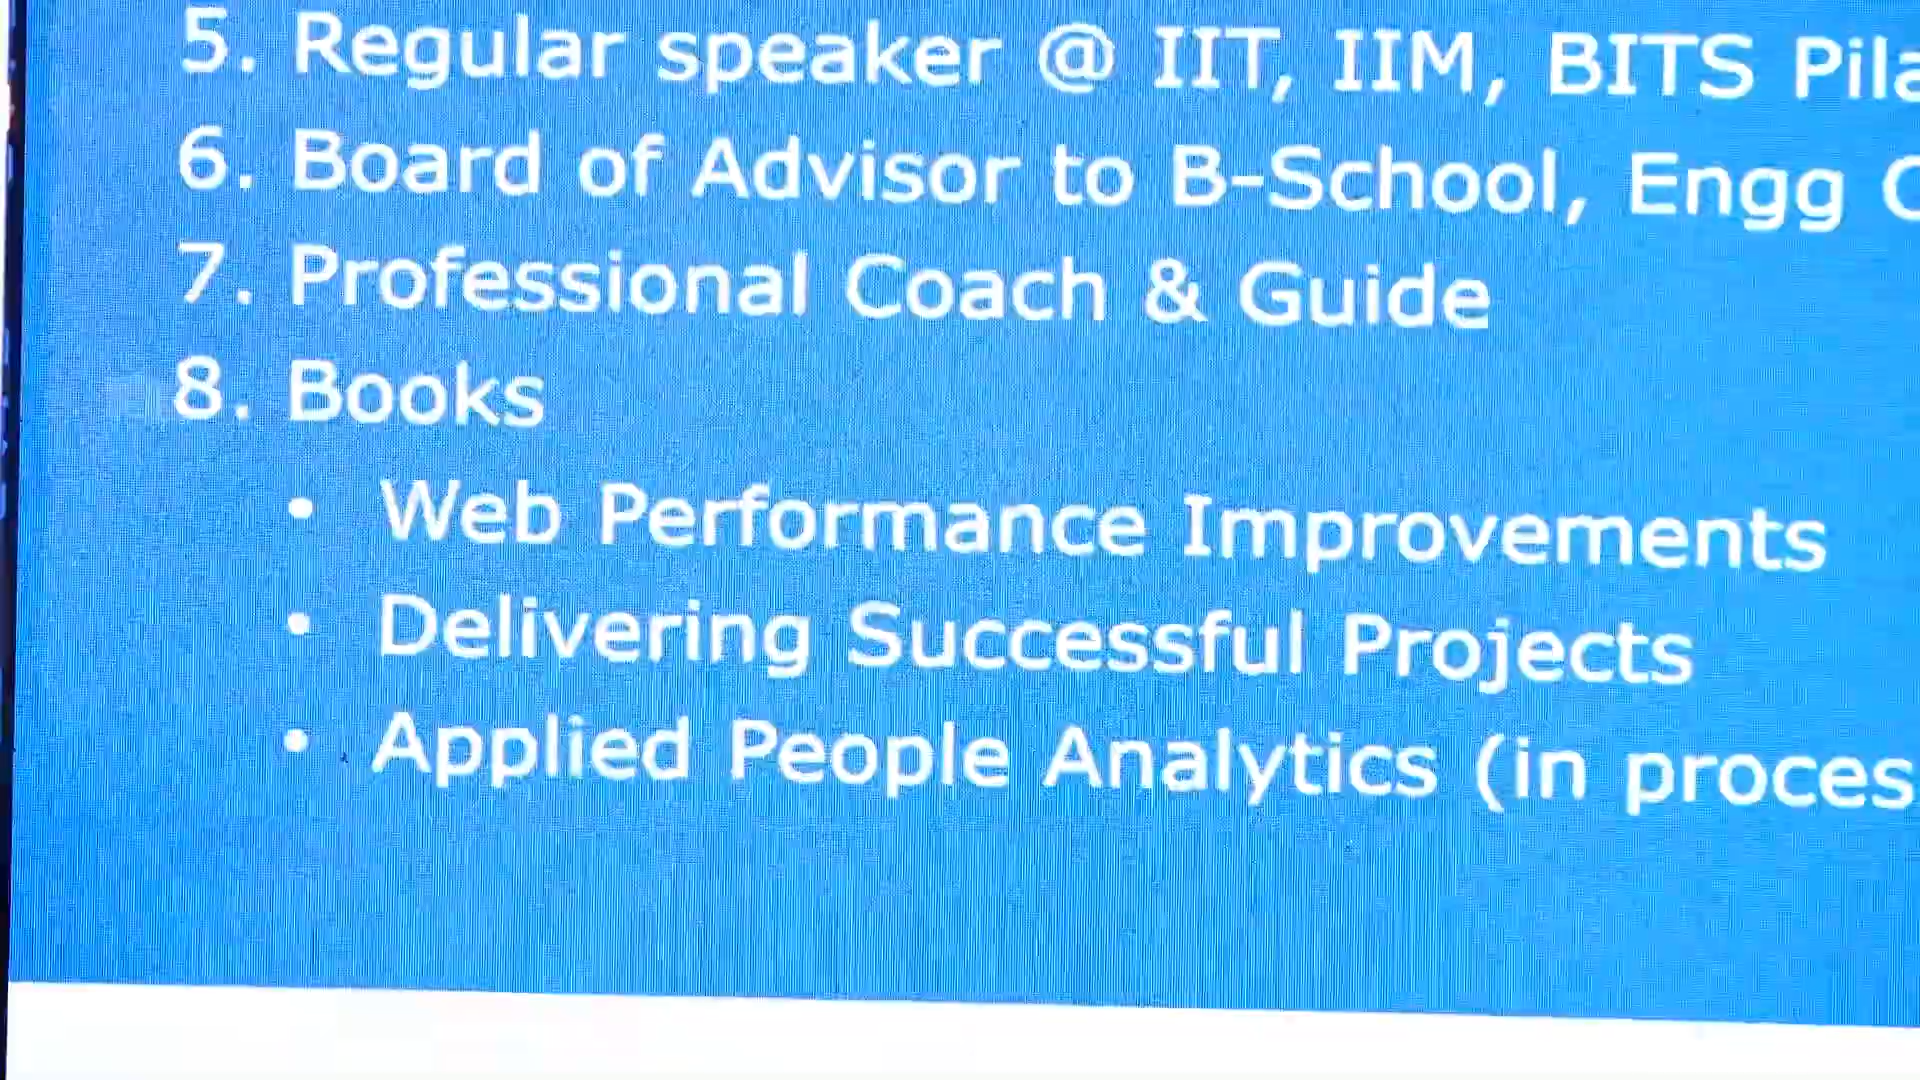 5. Regular speaker @ IIT, IIM, BITS
6. Board of Advisor to B-School, Engg
7. Professional Coach & Guide
8. Books
• Web Performance Improvements
• Delivering Successful Projects
• Applied People Analytics (in